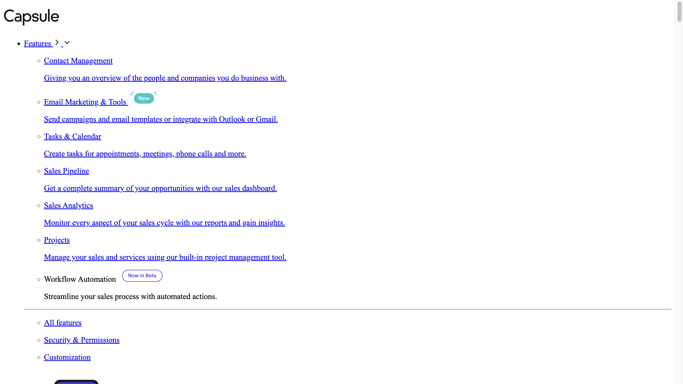 Capsule
Features
Contact Management
Giving you an overview of the people and companies you do business with.
Email Marketing & Tools New
Send campaigns and email templates or integrate with Outlook or Gmail.
Tasks & Calendar
Create tasks for appointments, meetings, phone calls and more.
Sales Pipeline
Get a complete summary of your opportunities with our sales dashboard.
Sales Analytics
Monitor every aspect of your sales cycle with our reports and gain insights.
Projects
Manage your sales and services using our built-in project management tool.
Workflow Automation Now in Beta
Streamline your sales process with automated actions.
All features
Security & Permissions
Customization